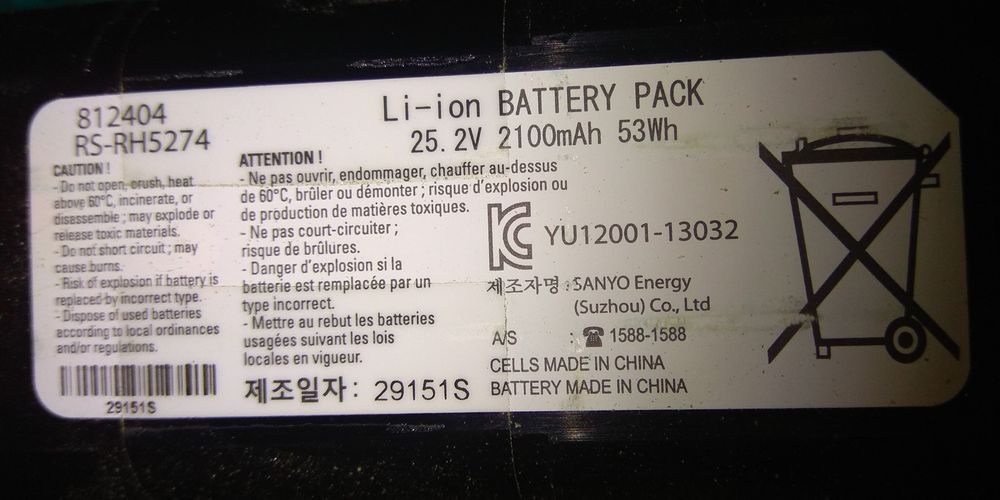 812404
RS-RH5274
Li-ion BATTERY PACK
25.2V 2100mAh 53Wh
CAUTION !
- Do not open, crush, heat
above 60°C, incinerate, or
disassemble ; may explode or
release toxic materials.
- Do not short circuit ; may
cause burns.
- Risk of explosion if battery is
replaced by incorrect type.
- Dispose of used batteries
according to local ordinances
and/or regulations.
29151S
ATTENTION !
- Ne pas ouvrir, endommager, chauffer au-dessus
de 60°C, brûler ou démonter ; risque d'explosion ou
de production de matières toxiques.
- Ne pas court-circuiter ;
risque de brûlures.
- Danger d'explosion si la
batterie est remplacée par un
type incorrect.
- Mettre au rebut les batteries
usagées suivant les lois
locales en vigueur.
제조일자: 29151S
KC YU12001-13032
제조자명 : SANYO Energy
(Suzhou) Co., Ltd
A/S : ☎ 1588-1588
CELLS MADE IN CHINA
BATTERY MADE IN CHINA